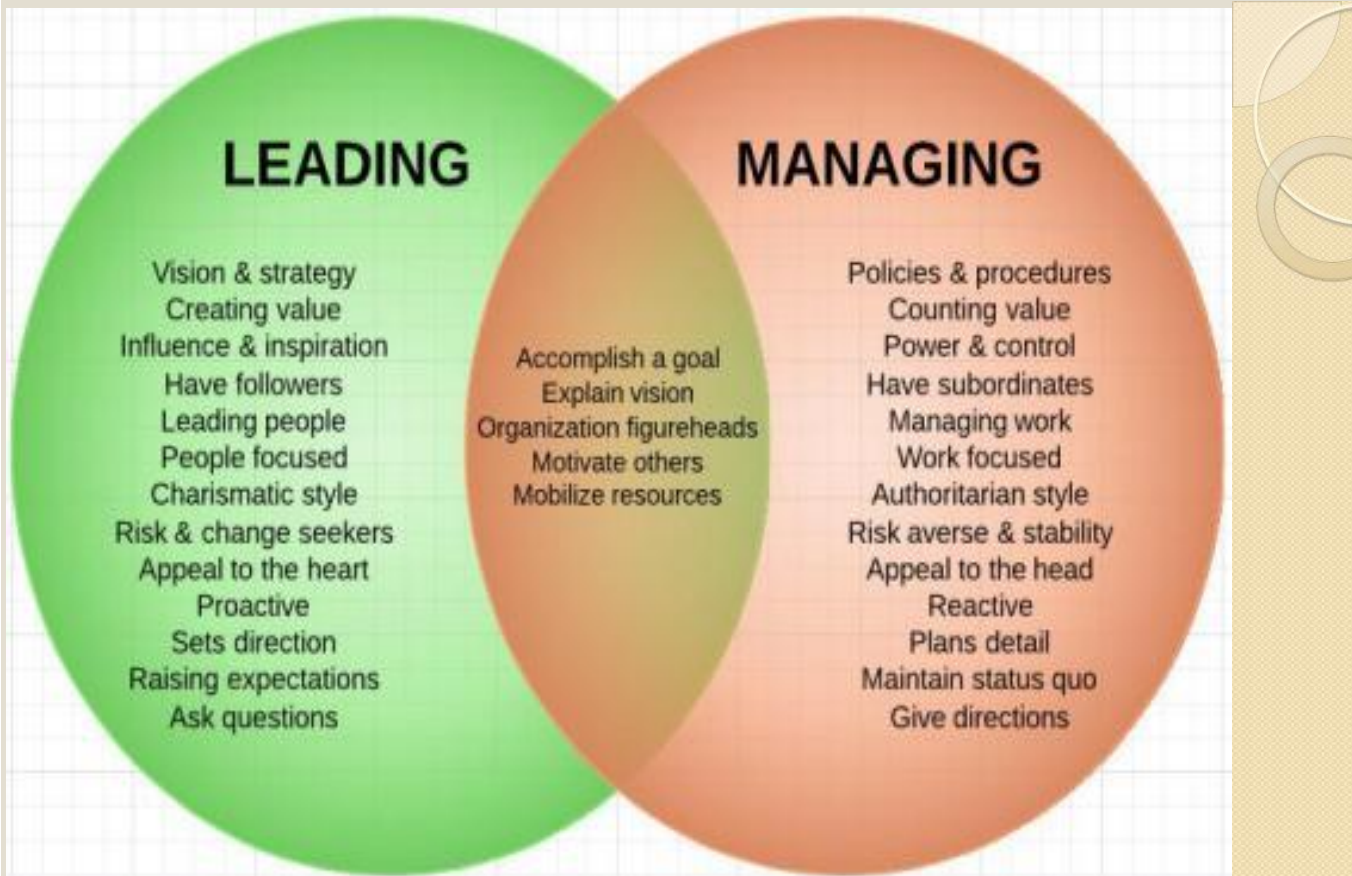 LEADING
Vision & strategy
Creating value
Influence & inspiration
Have followers
Leading people
People focused
Charismatic style
Risk & change seekers
Appeal to the heart
Proactive
Sets direction
Raising expectations
Ask questions
Accomplish a goal
Explain vision
Organization figureheads
Motivate others
Mobilize resources
MANAGING
Policies & procedures
Counting value
Power & control
Have subordinates
Managing work
Work focused
Authoritarian style
Risk averse & stability
Appeal to the head
Reactive
Plans detail
Maintain status quo
Give directions